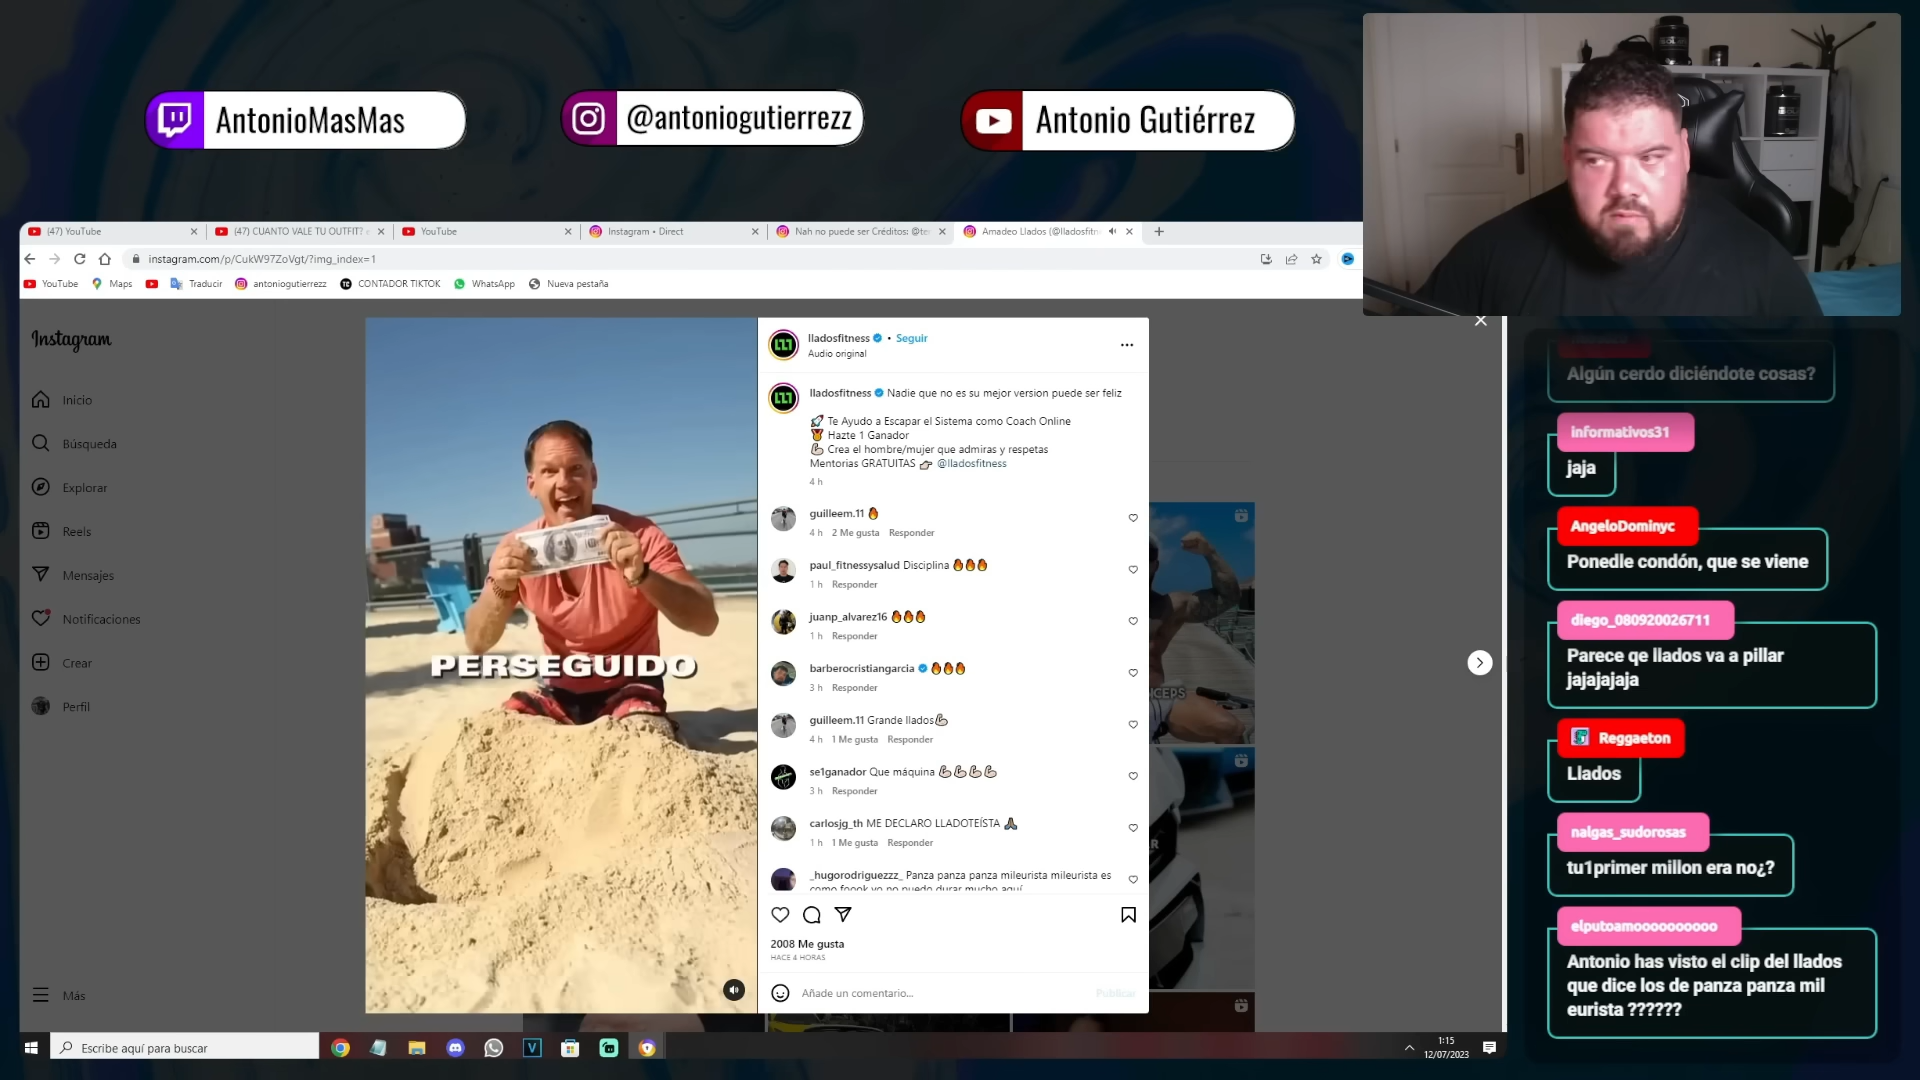 AntonioMasMas
@antoniogutierrezz
Antonio Gutiérrez
(47) YouTube
(47) CUANTO VALE TU OUTFIT?
YouTube
Instagram • Direct
Nah no puede ser Créditos: @te
Amadeo Llados (@lladosfitn
instagram.com/p/CukW97ZoVgt/?img_index=1
YouTube
Maps
Traducir
antoniogutierrezz
CONTADOR TIKTOK
WhatsApp
Nueva pestaña
Instagram
Inicio
Búsqueda
Explorar
Reels
Mensajes
Notificaciones
Crear
Perfil
Más
PERSEGUIDO
lladosfitness • Seguir
Audio original
lladosfitness Nadie que no es su mejor version puede ser feliz
🚀 Te Ayudo a Escapar el Sistema como Coach Online
🏅 Hazte 1 Ganador
💪🏻 Crea el hombre/mujer que admiras y respetas
Mentorias GRATUITAS 👉🏻 @lladosfitness
4 h
guilleem.11 🔥
4 h 2 Me gusta Responder
paul_fitnessysalud Disciplina 🔥🔥🔥
1 h Responder
juanp_alvarez16 🔥🔥🔥
1 h Responder
barberocristiangarcia 🔥🔥🔥
3 h Responder
guilleem.11 Grande llados💪🏻
4 h 1 Me gusta Responder
se1ganador Que máquina 💪🏻💪🏻💪🏻💪🏻
3 h Responder
carlosjg_th ME DECLARO LLADOTEÍSTA 🙏🏽
1 h 1 Me gusta Responder
_hugorodriguezzz_ Panza panza panza mileurista mileurista es
como foook yo no puedo durar mucho aquí
2008 Me gusta
HACE 4 HORAS
Añade un comentario...
Publicar
Algún cerdo diciéndote cosas?
informativos31
jaja
AngeloDominyc
Ponedle condón, que se viene
diego_080920026711
Parece qe llados va a pillar
jajajajaja
Reggaeton
Llados
nalgas_sudorosas
tu1primer millon era no¿?
elputoamoooooooooo
Antonio has visto el clip del llados
que dice los de panza panza mil
eurista ??????
Escribe aquí para buscar
1:15
12/07/2023